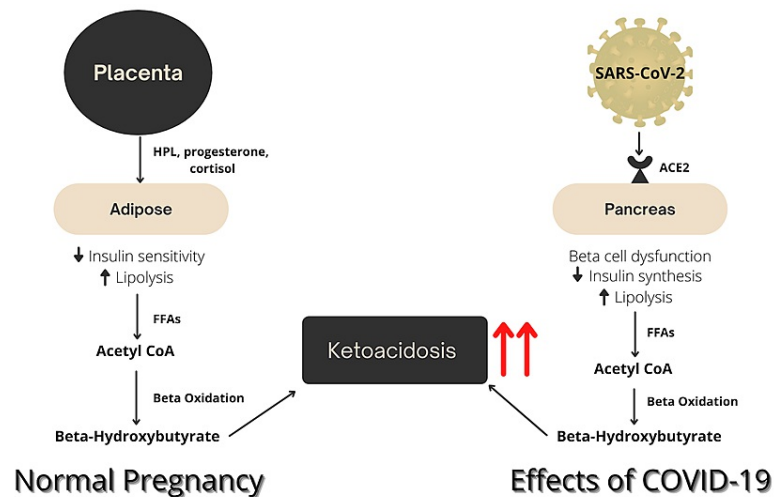 Placenta
HPL, progesterone,
cortisol
Adipose
Insulin sensitivity
Lipolysis
FFAs
Acetyl CoA
Beta Oxidation
Beta-Hydroxybutyrate
Normal Pregnancy
Ketoacidosis
SARS-CoV-2
ACE2
Pancreas
Beta cell dysfunction
Insulin synthesis
Lipolysis
FFAs
Acetyl CoA
Beta Oxidation
Beta-Hydroxybutyrate
Effects of COVID-19